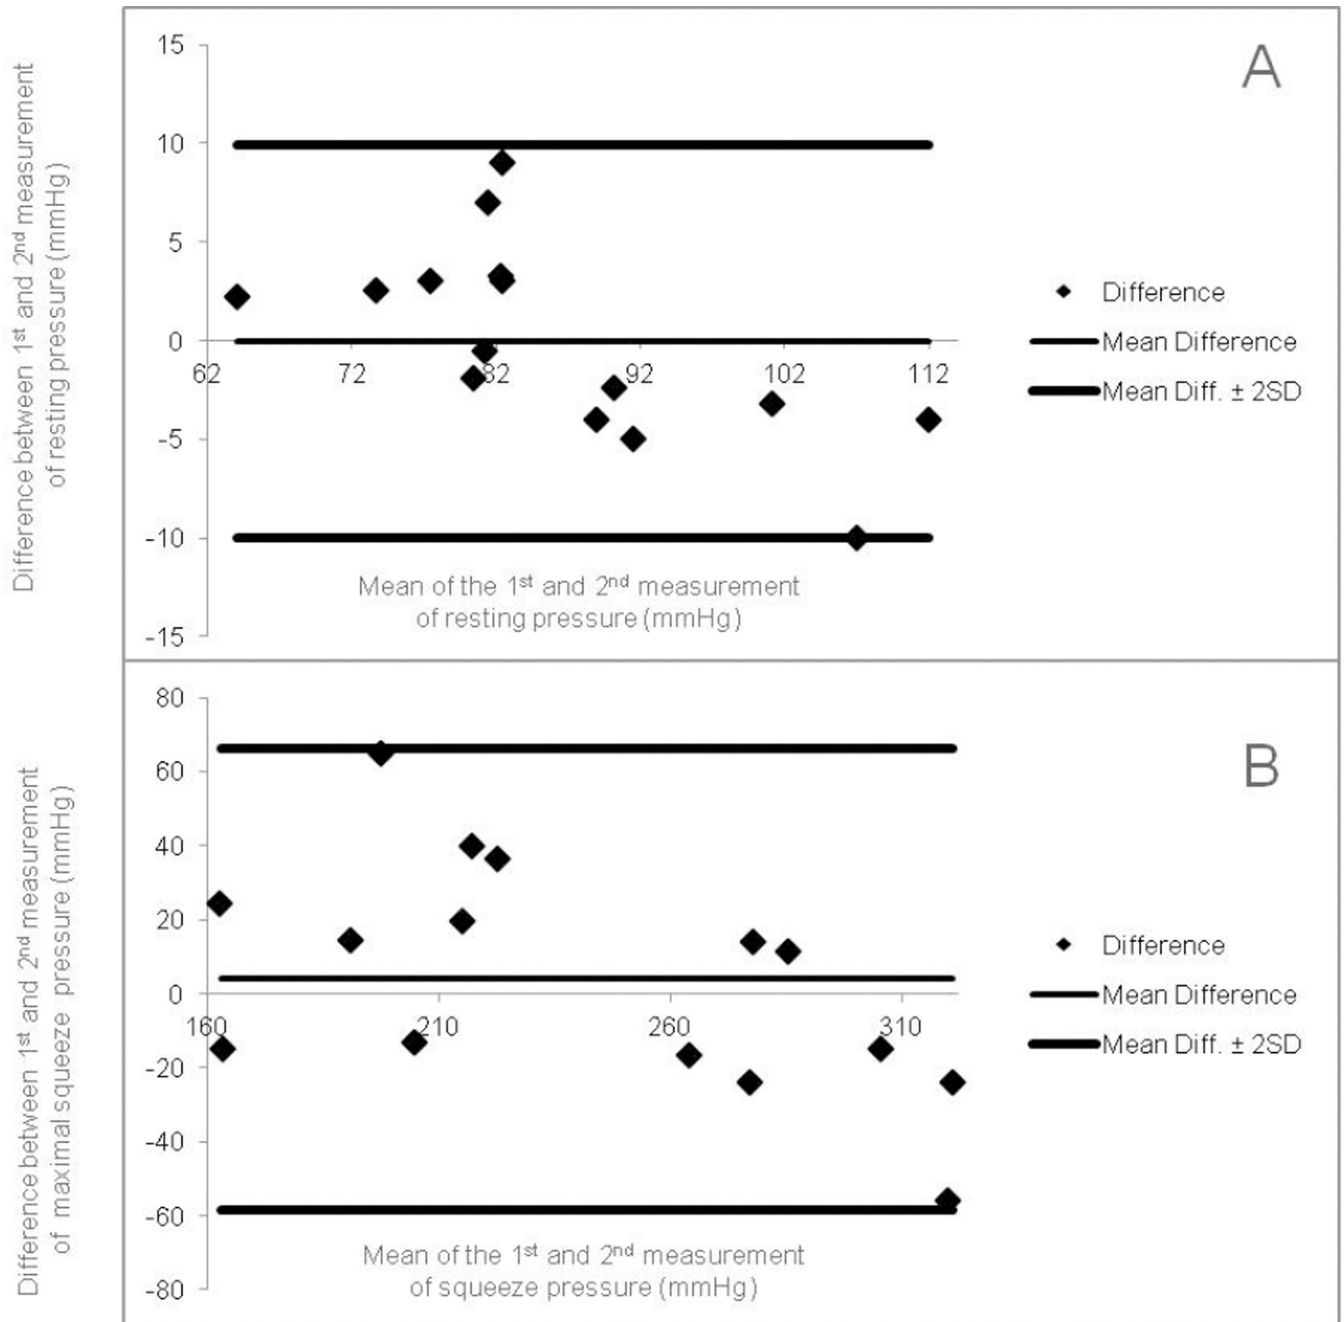 Difference between 1st and 2nd measurement
of resting pressure (mmHg)
A
15
10
5
0
-5
-10
-15
62
72
82
92
102
112
Mean of the 1st and 2nd measurement
of resting pressure (mmHg)
Difference
Mean Difference
Mean Diff. ± 2SD
Difference between 1st and 2nd measurement
of maximal squeeze pressure (mmHg)
B
80
60
40
20
0
-20
-40
-60
-80
160
210
260
310
Mean of the 1st and 2nd measurement
of squeeze pressure (mmHg)
Difference
Mean Difference
Mean Diff. ± 2SD